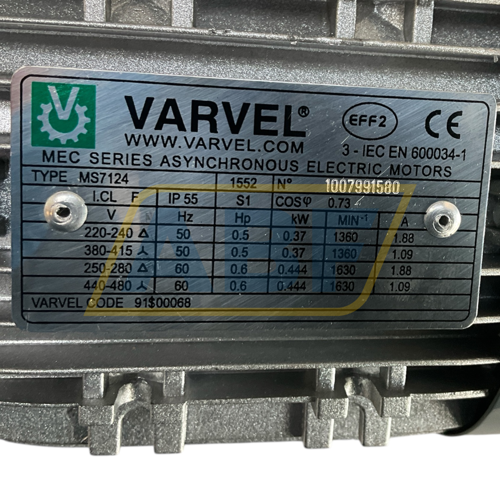 VARVEL®
WWW.VARVEL.COM
EFF2
CE
3 - IEC EN 600034-1
MEC SERIES ASYNCHRONOUS ELECTRIC MOTORS
TYPE MS7124 1552 N° 1007991580
I.CL F IP 55 S1 COSφ 0.73
V Hz Hp kW MIN⁻¹ A
220-240 Δ 50 0.5 0.37 1360 1.88
380-415 ⅄ 50 0.5 0.37 1360 1.09
250-280 Δ 60 0.6 0.444 1630 1.88
440-480 ⅄ 60 0.6 0.444 1630 1.09
VARVEL CODE 91S00068